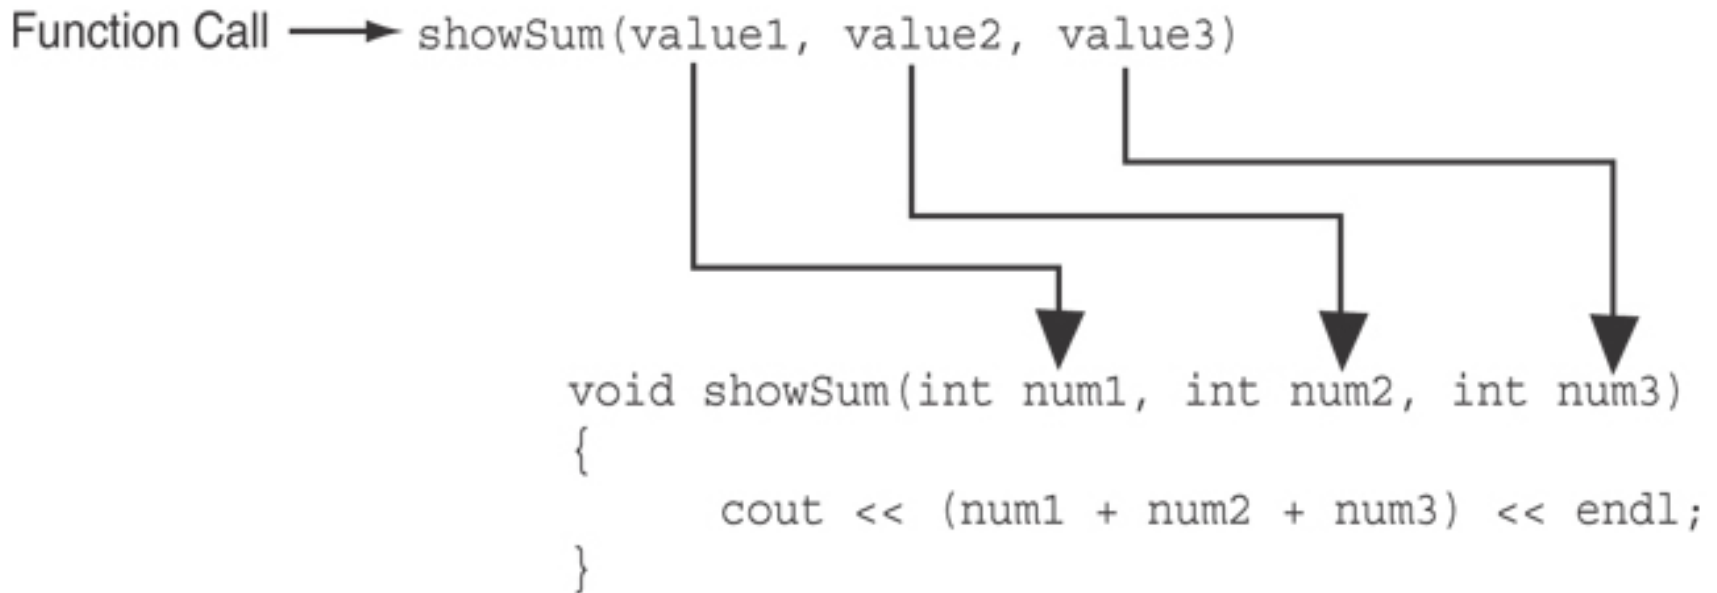 Function Call showSum(value1, value2, value3)
void showSum(int num1, int num2, int num3)
{
cout << (num1 + num2 + num3) << endl;
}